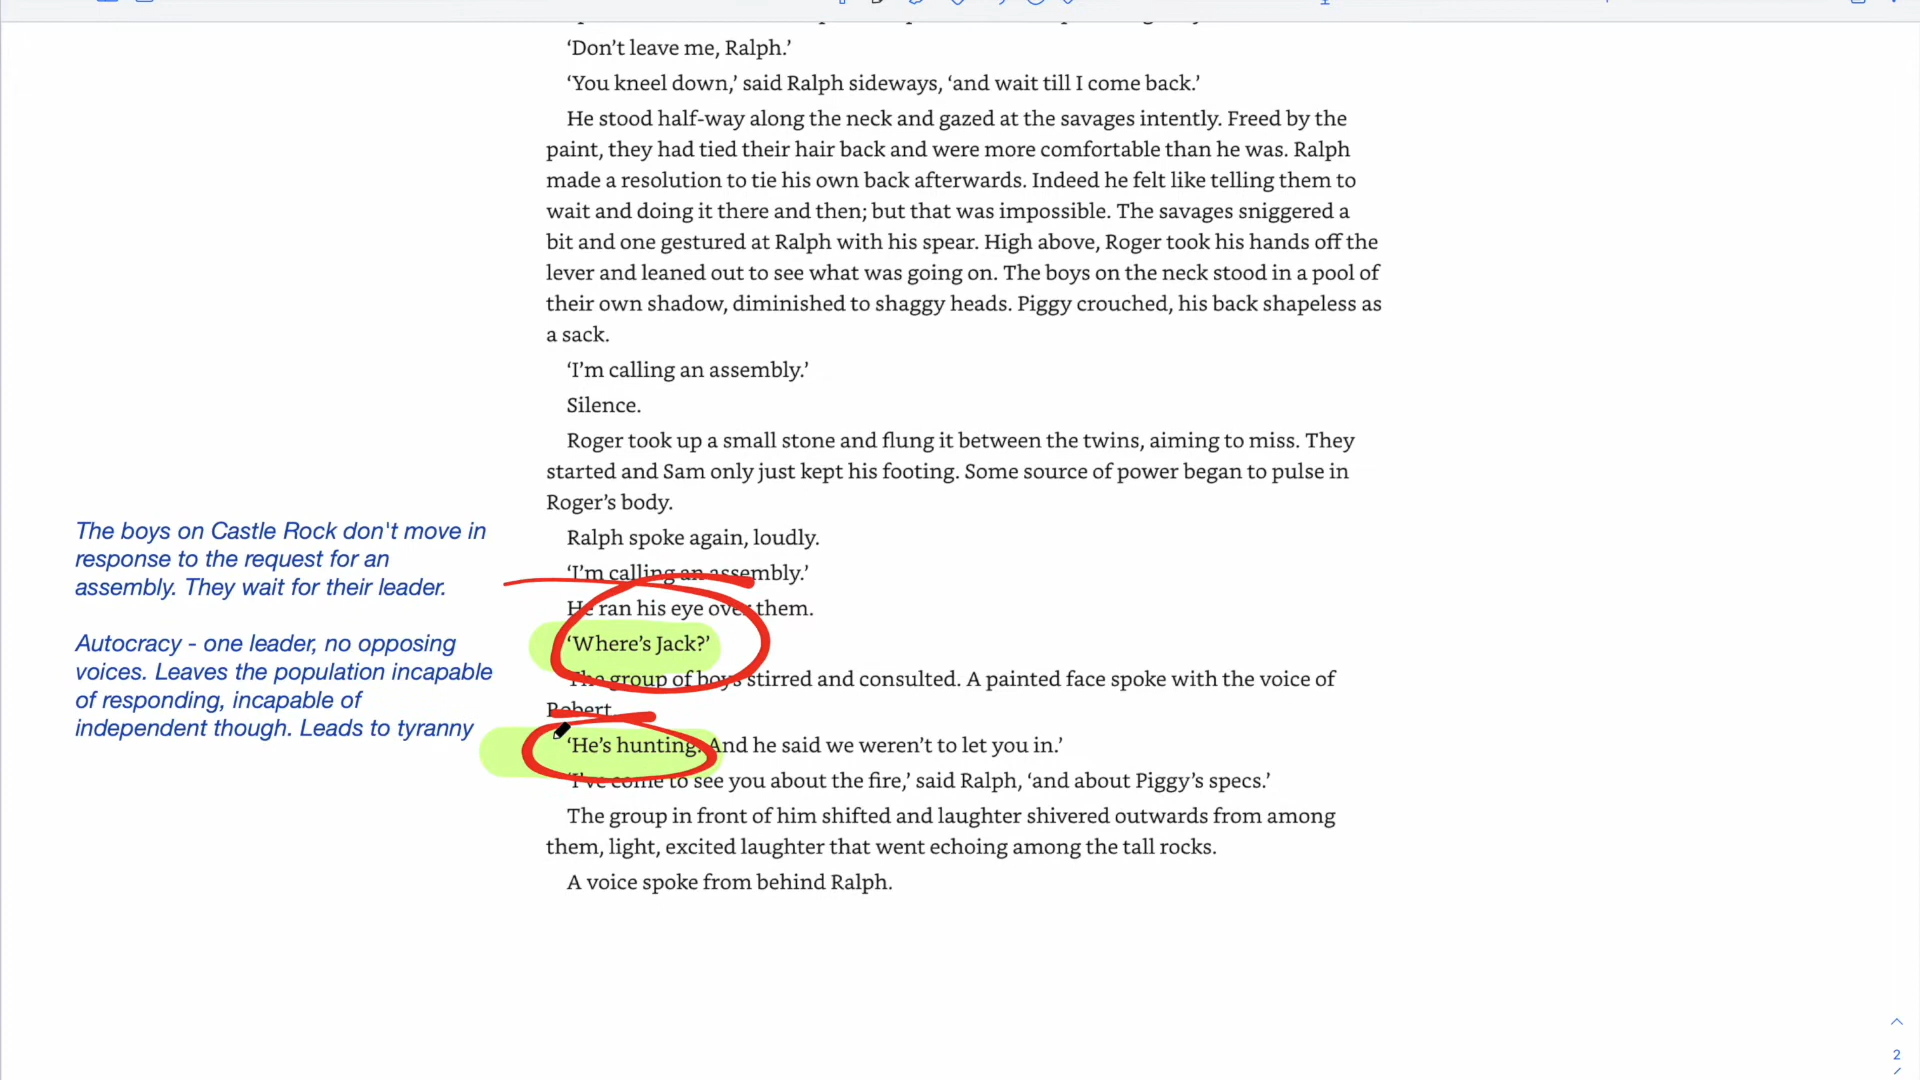 ‘Don’t leave me, Ralph.’
‘You kneel down,’ said Ralph sideways, ‘and wait till I come back.’
He stood half-way along the neck and gazed at the savages intently. Freed by the
paint, they had tied their hair back and were more comfortable than he was. Ralph
made a resolution to tie his own back afterwards. Indeed he felt like telling them to
wait and doing it there and then; but that was impossible. The savages sniggered a
bit and one gestured at Ralph with his spear. High above, Roger took his hands off the
lever and leaned out to see what was going on. The boys on the neck stood in a pool of
their own shadow, diminished to shaggy heads. Piggy crouched, his back shapeless as
a sack.
‘I’m calling an assembly.’
Silence.
Roger took up a small stone and flung it between the twins, aiming to miss. They
started and Sam only just kept his footing. Some source of power began to pulse in
Roger’s body.
Ralph spoke again, loudly.
‘I’m calling an assembly.’
He ran his eye over them.
‘Where’s Jack?’
The group of boys stirred and consulted. A painted face spoke with the voice of
Robert.
‘He’s hunting. And he said we weren’t to let you in.’
‘I’ve come to see you about the fire,’ said Ralph, ‘and about Piggy’s specs.’
The group in front of him shifted and laughter shivered outwards from among
them, light, excited laughter that went echoing among the tall rocks.
A voice spoke from behind Ralph.
The boys on Castle Rock don't move in
response to the request for an
assembly. They wait for their leader.
Autocracy - one leader, no opposing
voices. Leaves the population incapable
of responding, incapable of
independent though. Leads to tyranny
2